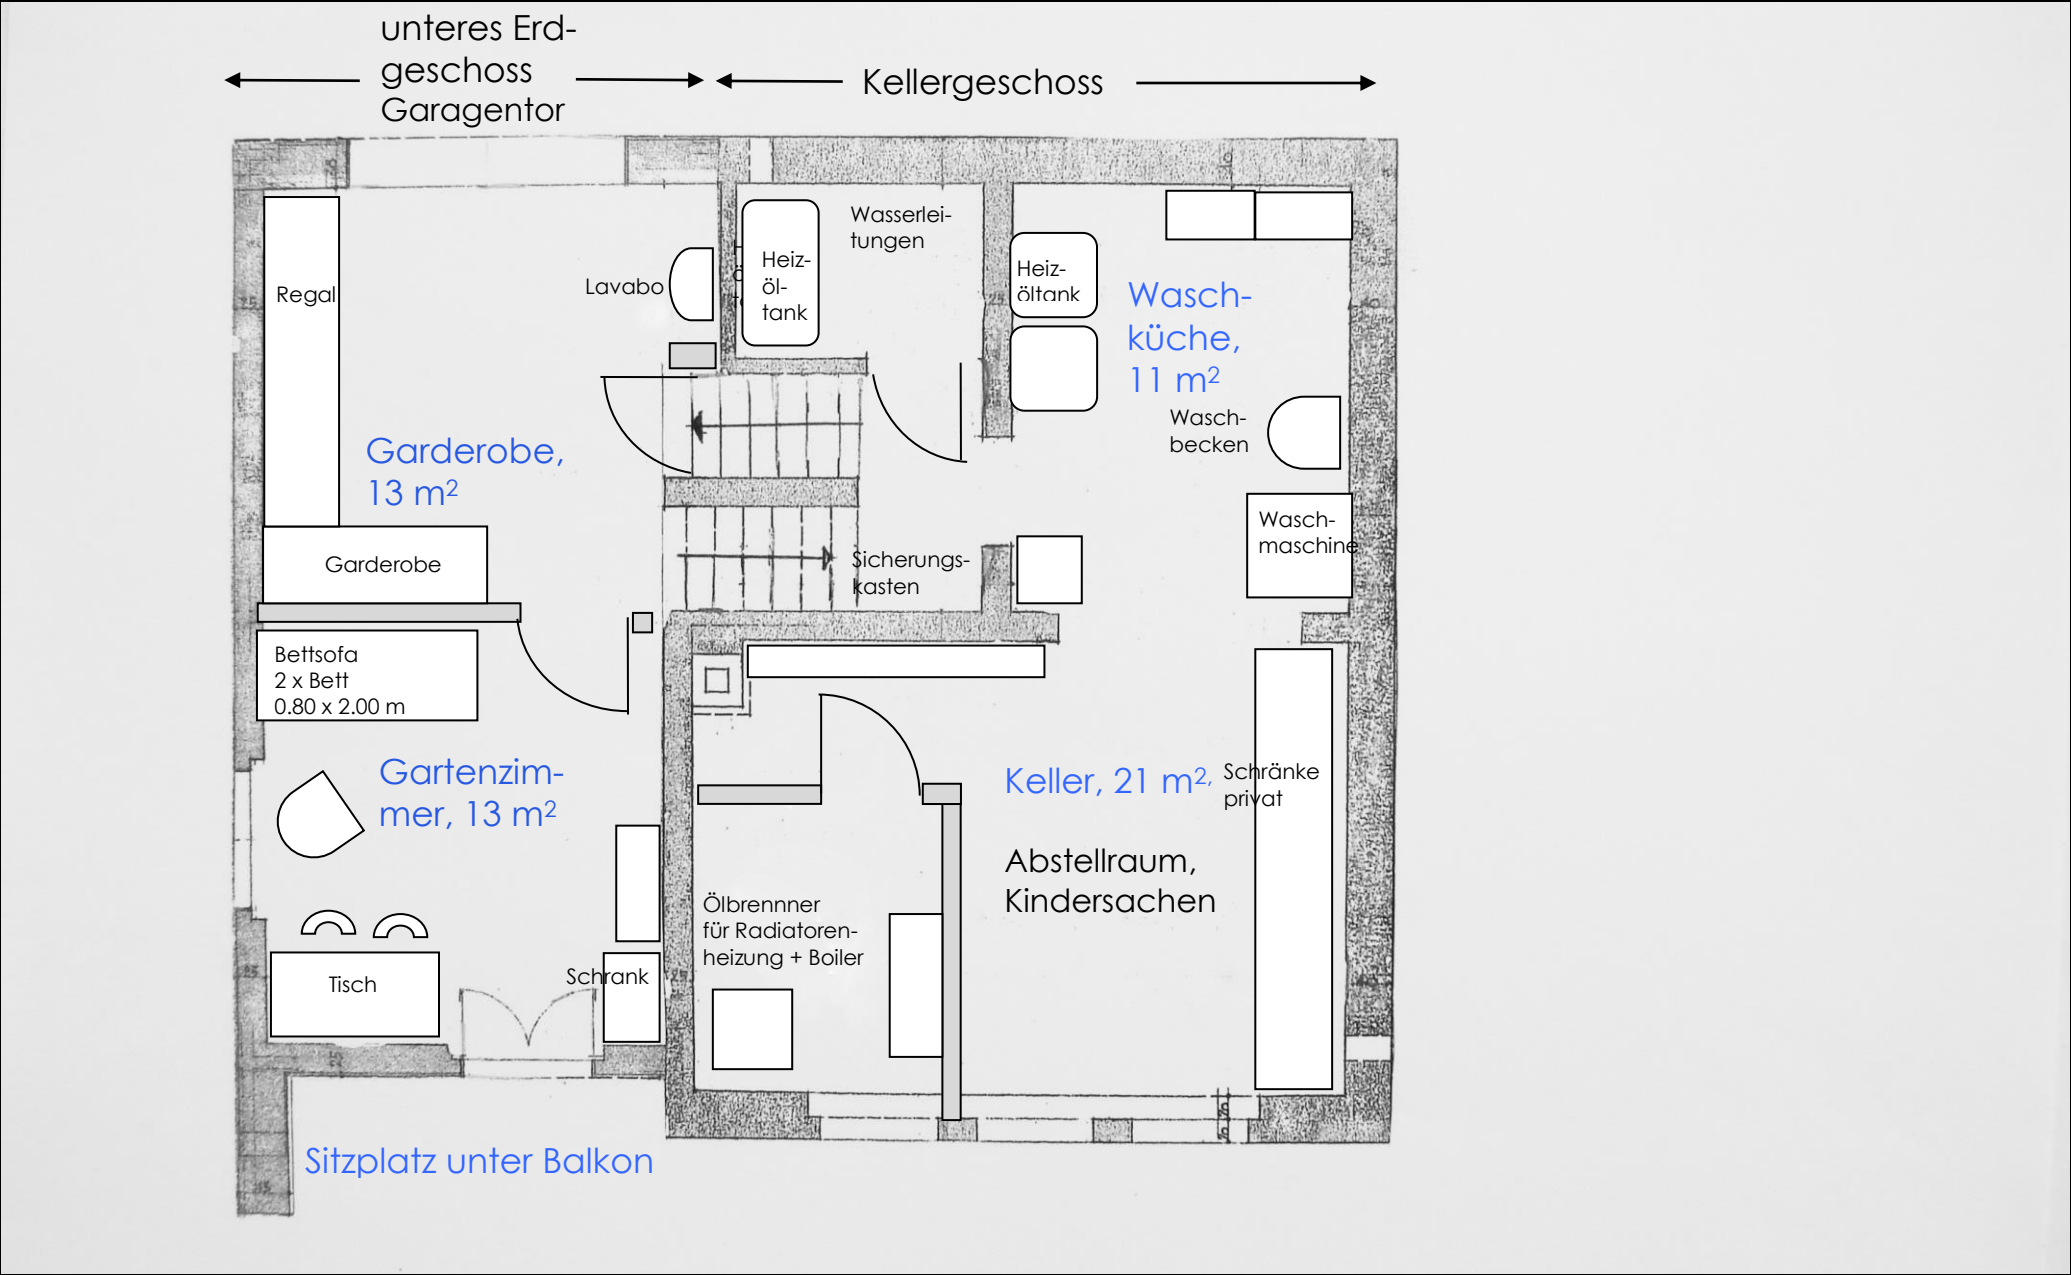 unteres Erd-
geschoss
Garagentor
Kellergeschoss
Regal
Lavabo
Heiz-
öl-
tank
Wasserlei-
tungen
Heiz-
öltank
Wasch-
küche,
11 m²
Wasch-
becken
Garderobe,
13 m²
Wasch-
maschine
Garderobe
Sicherungs-
kasten
Bettsofa
2 x Bett
0.80 x 2.00 m
Gartenzim-
mer, 13 m²
Keller, 21 m²,
Schränke
privat
Abstellraum,
Kindersachen
Ölbrennner
für Radiatoren-
heizung + Boiler
Tisch
Schrank
Sitzplatz unter Balkon